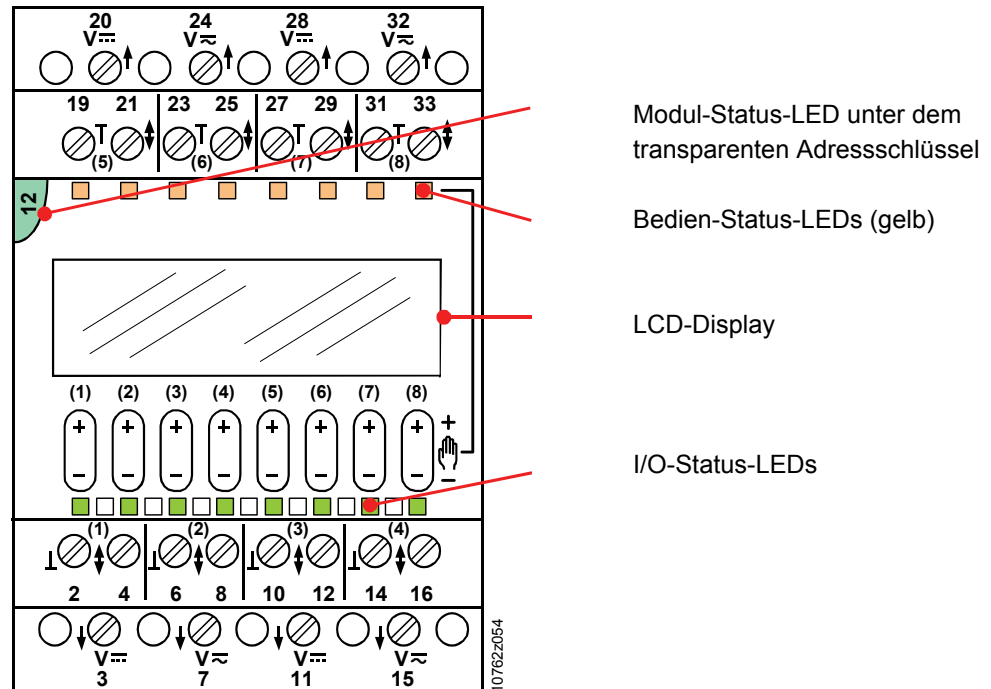 20 24 28 32
V V V V
19 21 23 25 27 29 31 33
(5) (6) (7) (8)
12
Modul-Status-LED unter dem
transparenten Adressschlüssel
Bedien-Status-LEDs (gelb)
LCD-Display
(1) (2) (3) (4) (5) (6) (7) (8)
+ + + + + + + + +
− − − − − − − − −
I/O-Status-LEDs
(1) (2) (3) (4)
2 4 6 8 10 12 14 16
V V V V
3 7 11 15
10762z054